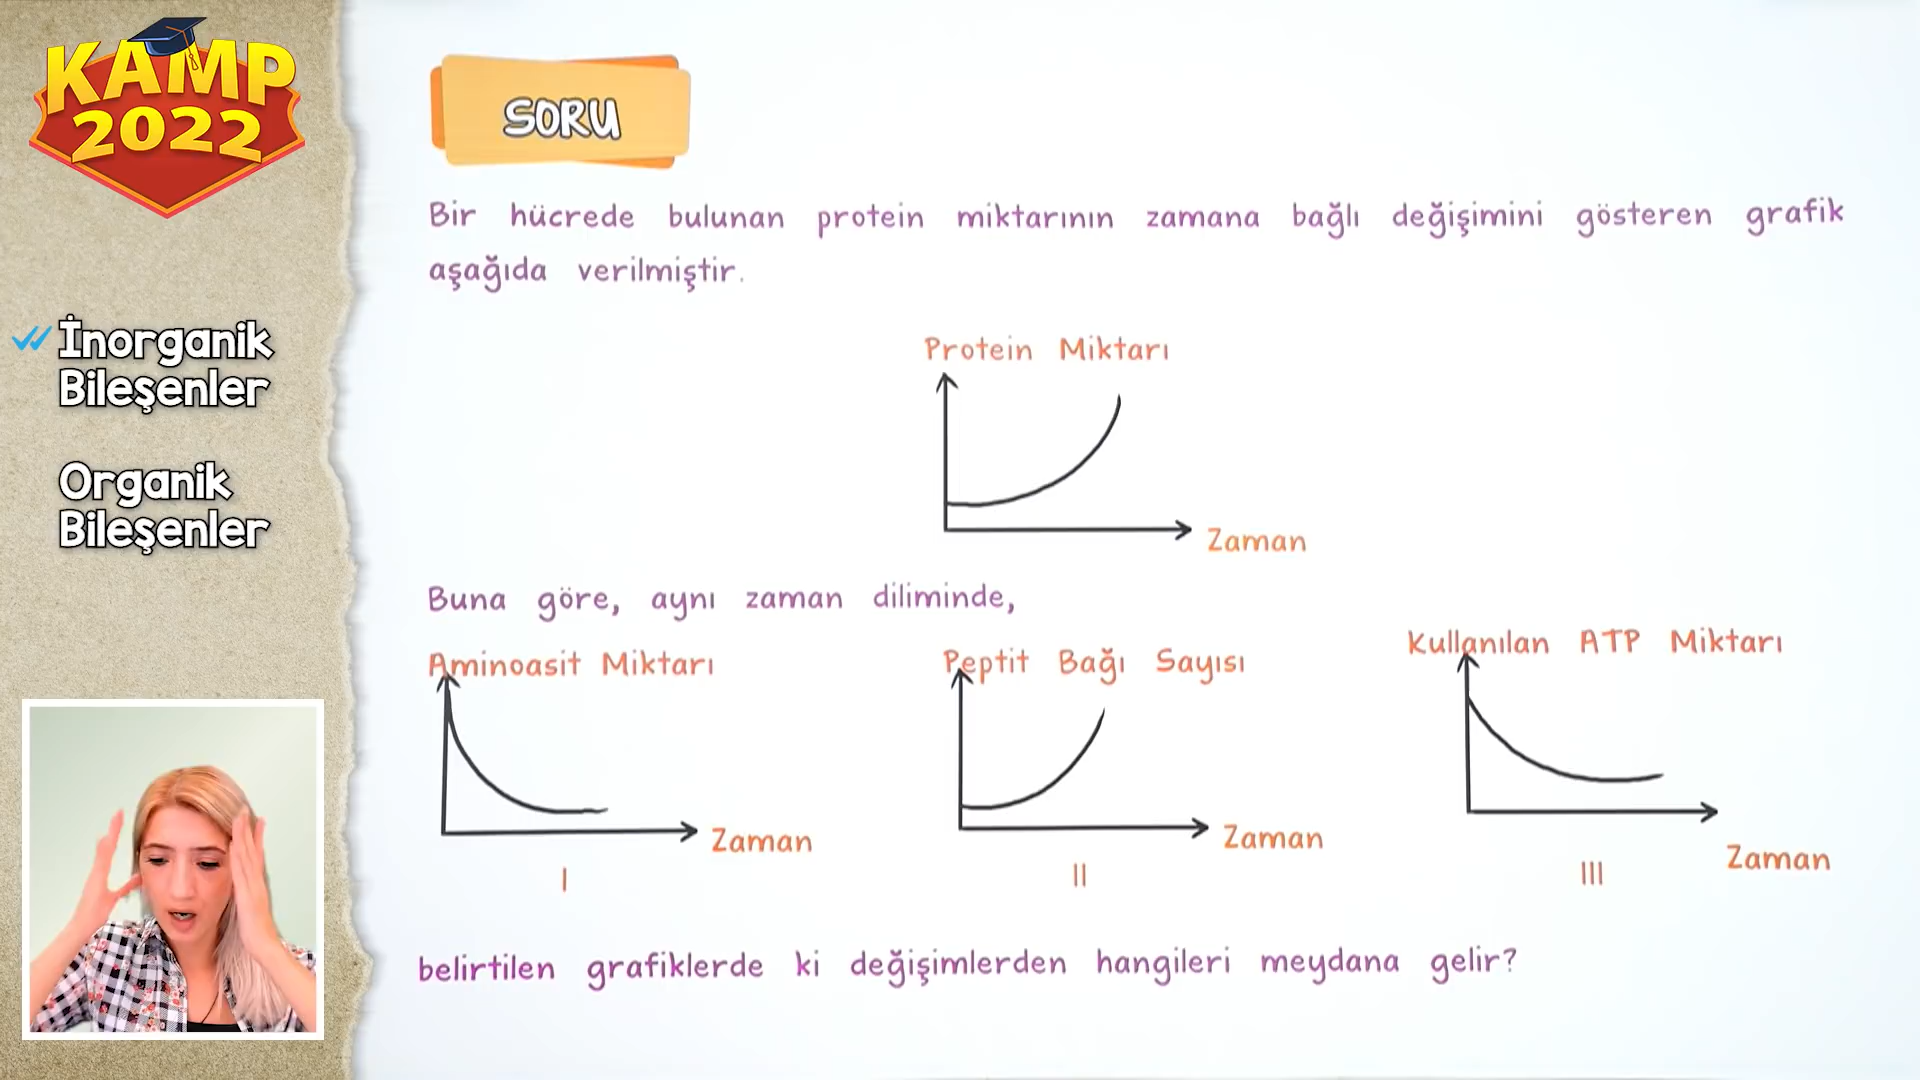 KAMP
2022
SORU
Bir hücrede bulunan protein miktarının zamana bağlı değişimini gösteren grafik
aşağıda verilmiştir.
İnorganik
Bileşenler
Organik
Bileşenler
Protein Miktarı
Zaman
Buna göre, aynı zaman diliminde,
Aminoasit Miktarı
Zaman
I
Peptit Bağı Sayısı
Zaman
II
Kullanılan ATP Miktarı
Zaman
III
belirtilen grafiklerde ki değişimlerden hangileri meydana gelir?